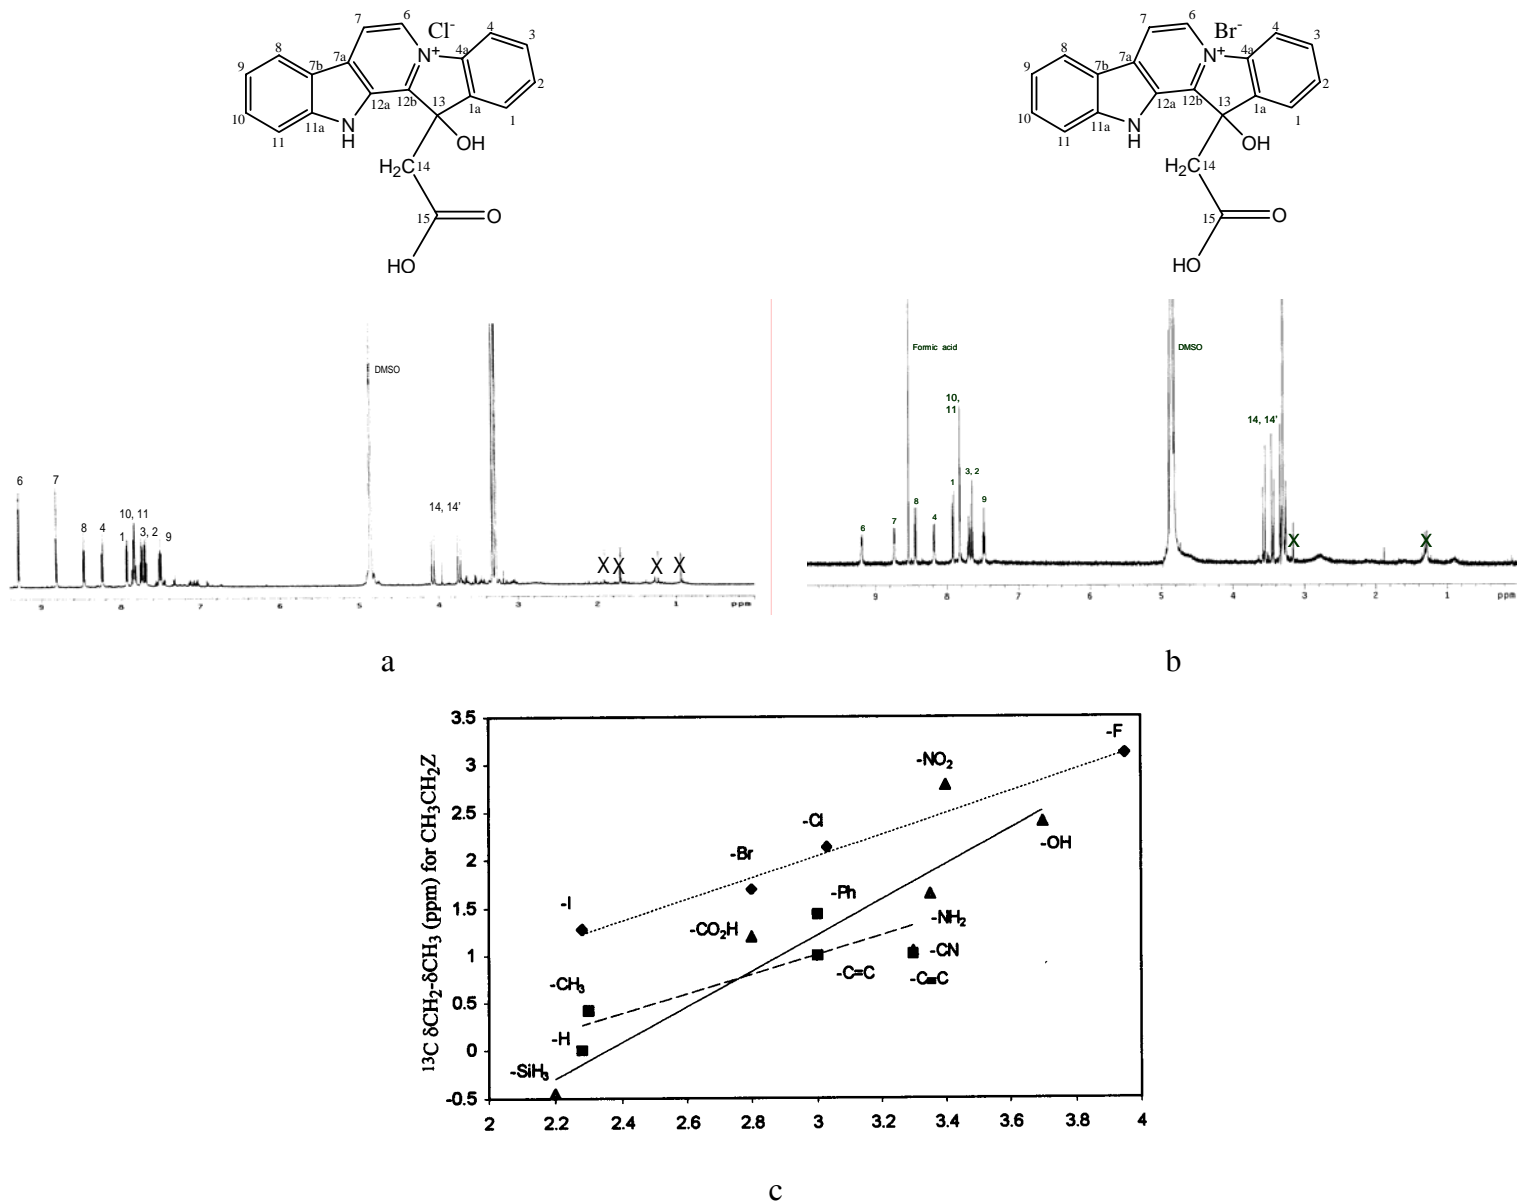 7 6 Cl⁻ 4 3
8 7a N⁺ 4a
9 7b 2
12a 12b 13 1a
10 11a N H OH 1
11 H₂C 14
15 O
HO
7 6 Br⁻ 4 3
8 7a N⁺ 4a
9 7b 2
12a 12b 13 1a
10 11a N H OH 1
11 H₂C 14
15 O
HO
DMSO
6 7
8 4 10, 11
1 3, 2 9
14, 14'
X X X X
9 8 7 6 5 4 3 2 1 ppm
a
Formic acid
DMSO
10,
11
14, 14'
3, 2
1
8 9
6 7 4
X X
9 8 7 6 5 4 3 2 1 ppm
b
¹³C δCH₂-δCH₃ (ppm) for CH₃CH₂Z
3.5
3
2.5
2
1.5
1
0.5
0
-0.5
-F
-NO₂
-Cl
-OH
-Br
-Ph
-I
-NH₂
-CO₂H
-CN
-C=C
-C≡C
-CH₃
-H
-SiH₃
2 2.2 2.4 2.6 2.8 3 3.2 3.4 3.6 3.8 4
c